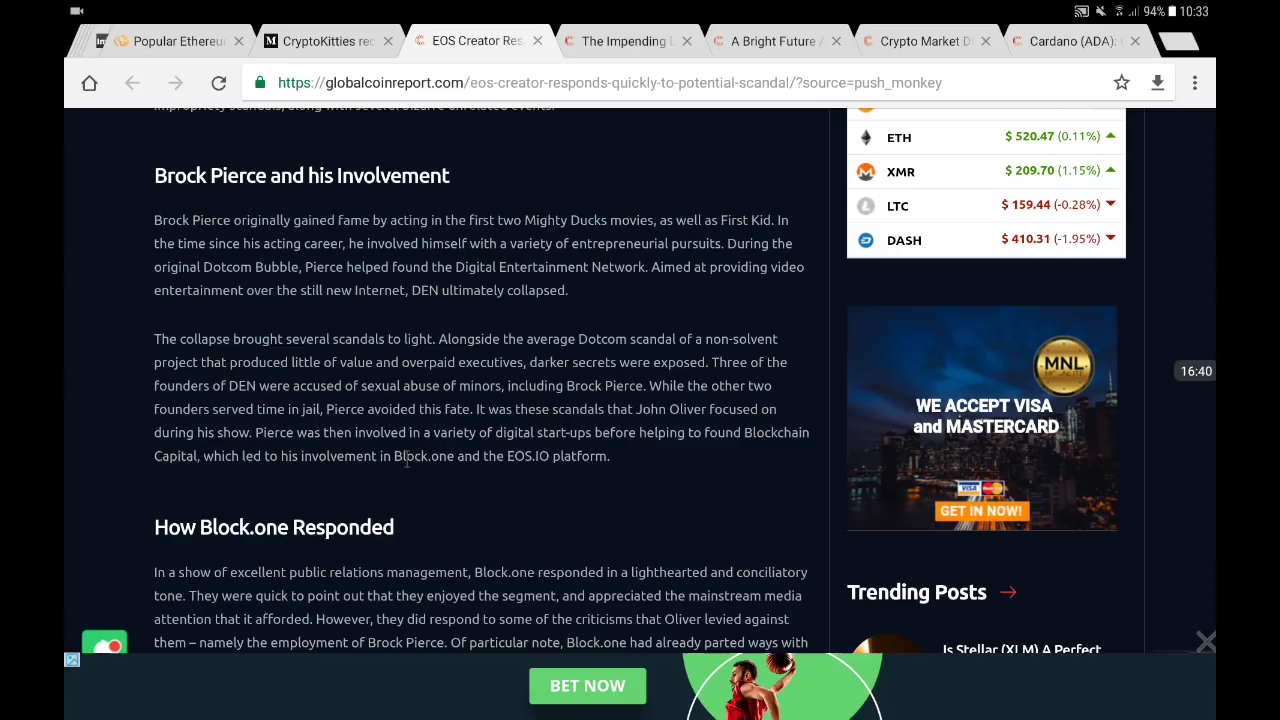 94% 10:33
Popular Ethereu
CryptoKitties rec
EOS Creator Res
The Impending
A Bright Future
Crypto Market D
Cardano (ADA):
https://globalcoinreport.com/eos-creator-responds-quickly-to-potential-scandal/?source=push_monkey
Brock Pierce and his Involvement
Brock Pierce originally gained fame by acting in the first two Mighty Ducks movies, as well as First Kid. In
the time since his acting career, he involved himself with a variety of entrepreneurial pursuits. During the
original Dotcom Bubble, Pierce helped found the Digital Entertainment Network. Aimed at providing video
entertainment over the still new Internet, DEN ultimately collapsed.
The collapse brought several scandals to light. Alongside the average Dotcom scandal of a non-solvent
project that produced little of value and overpaid executives, darker secrets were exposed. Three of the
founders of DEN were accused of sexual abuse of minors, including Brock Pierce. While the other two
founders served time in jail, Pierce avoided this fate. It was these scandals that John Oliver focused on
during his show. Pierce was then involved in a variety of digital start-ups before helping to found Blockchain
Capital, which led to his involvement in Block.one and the EOS.IO platform.
How Block.one Responded
In a show of excellent public relations management, Block.one responded in a lighthearted and conciliatory
tone. They were quick to point out that they enjoyed the segment, and appreciated the mainstream media
attention that it afforded. However, they did respond to some of the criticisms that Oliver levied against
them – namely the employment of Brock Pierce. Of particular note, Block.one had already parted ways with
ETH $ 520.47 (0.11%)
XMR $ 209.70 (1.15%)
LTC $ 159.44 (-0.28%)
DASH $ 410.31 (-1.95%)
MNL
WE ACCEPT VISA
and MASTERCARD
VISA MasterCard
GET IN NOW!
16:40
Trending Posts
Is Stellar (XLM) A Perfect
BET NOW